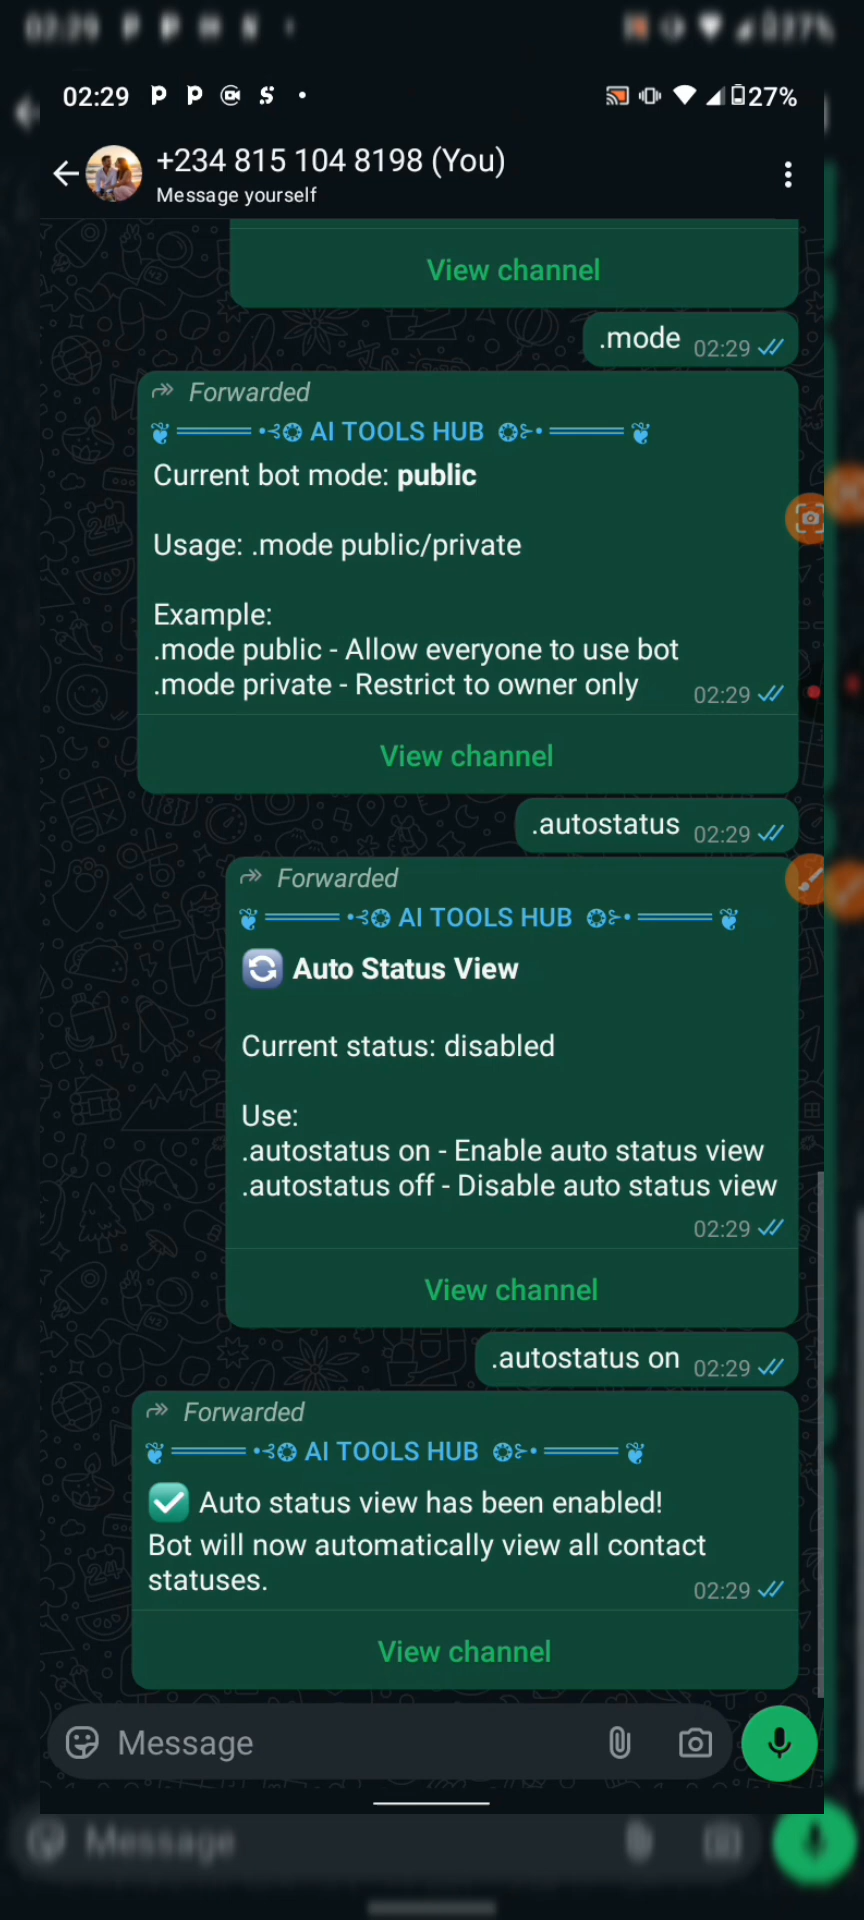 02:29
27%
+234 815 104 8198 (You)
Message yourself
View channel
.mode 02:29
Forwarded
AI TOOLS HUB
Current bot mode: public
Usage: .mode public/private
Example:
.mode public - Allow everyone to use bot
.mode private - Restrict to owner only 02:29
View channel
.autostatus 02:29
Forwarded
AI TOOLS HUB
Auto Status View
Current status: disabled
Use:
.autostatus on - Enable auto status view
.autostatus off - Disable auto status view
02:29
View channel
.autostatus on 02:29
Forwarded
AI TOOLS HUB
Auto status view has been enabled!
Bot will now automatically view all contact
statuses. 02:29
View channel
Message
Message